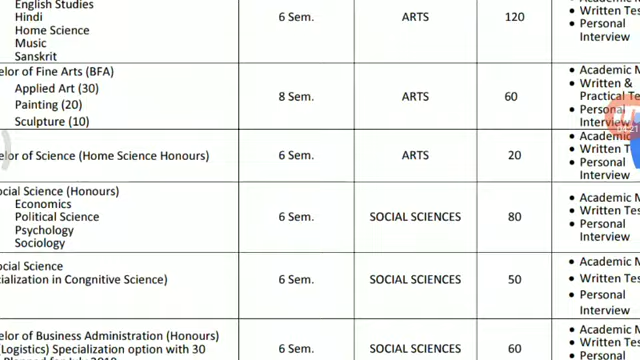 English Studies
Hindi
Home Science
Music
Sanskrit
6 Sem.
ARTS
120
• Written Tes
• Personal
Interview
elor of Fine Arts (BFA)
Applied Art (30)
Painting (20)
Sculpture (10)
8 Sem.
ARTS
60
• Academic M
• Written &
Practical Te
• Personal
Interview
elor of Science (Home Science Honours)
6 Sem.
ARTS
20
• Academic
• Written T
• Personal
Interview
ocial Science (Honours)
Economics
Political Science
Psychology
Sociology
6 Sem.
SOCIAL SCIENCES
80
• Academic M
• Written Tes
• Personal
Interview
ocial Science
ialization in Congnitive Science)
6 Sem.
SOCIAL SCIENCES
50
• Academic M
• Written Tes
• Personal
Interview
elor of Business Administration (Honours)
(Logistics) Specialization option with 30
6 Sem.
SOCIAL SCIENCES
60
• Academic M
• Written Tes
• Personal